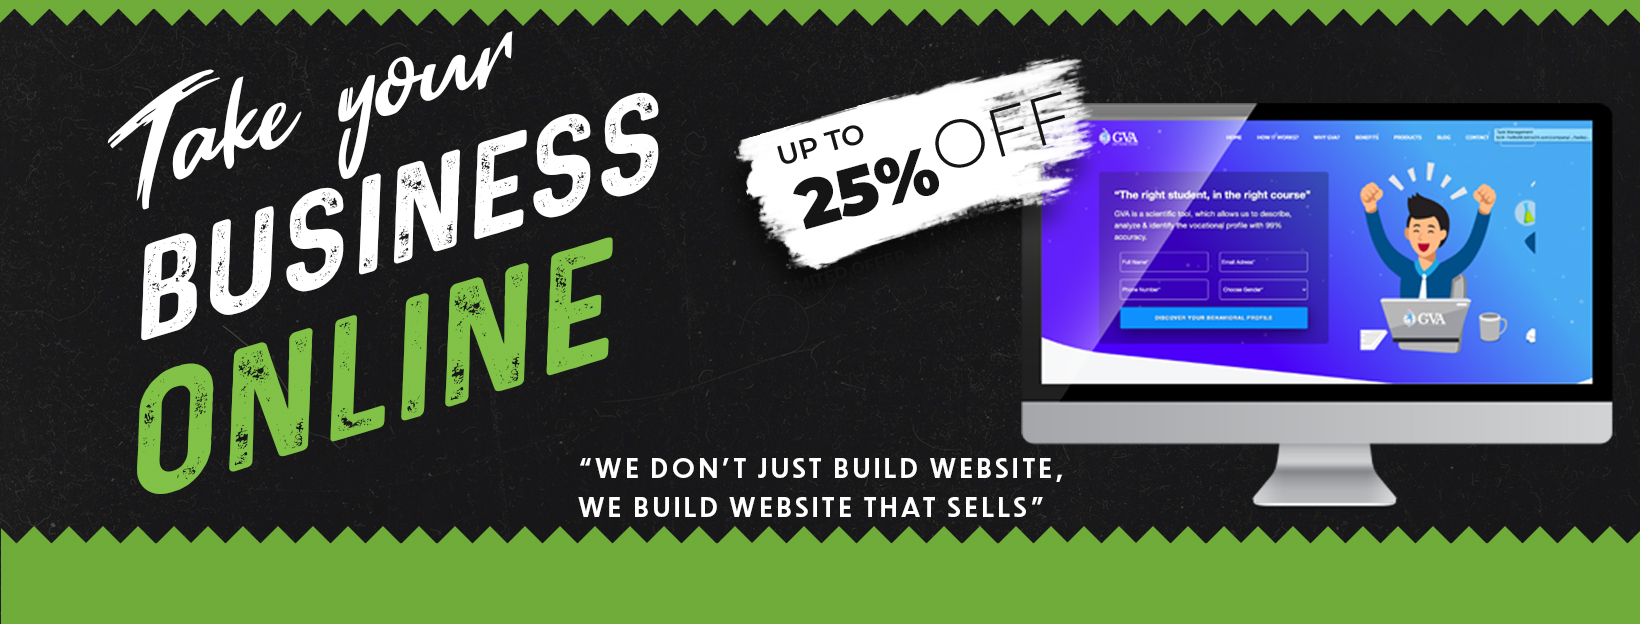 Take your
BUSINESS
ONLINE
UP TO
25% OFF
“WE DON’T JUST BUILD WEBSITE,
WE BUILD WEBSITE THAT SELLS”
GVA
HOME HOW IT WORKS? WHY GVA? BENEFITS PRODUCTS BLOG CONTACT
Task Management
“The right student, in the right course”
GVA is a scientific tool, which allows us to describe,
analyze & identify the vocational profile with 99%
accuracy.
Full Name* Email Adress*
Phone Number* Choose Gender*
DISCOVER YOUR BEHAVIORAL PROFILE
GVA